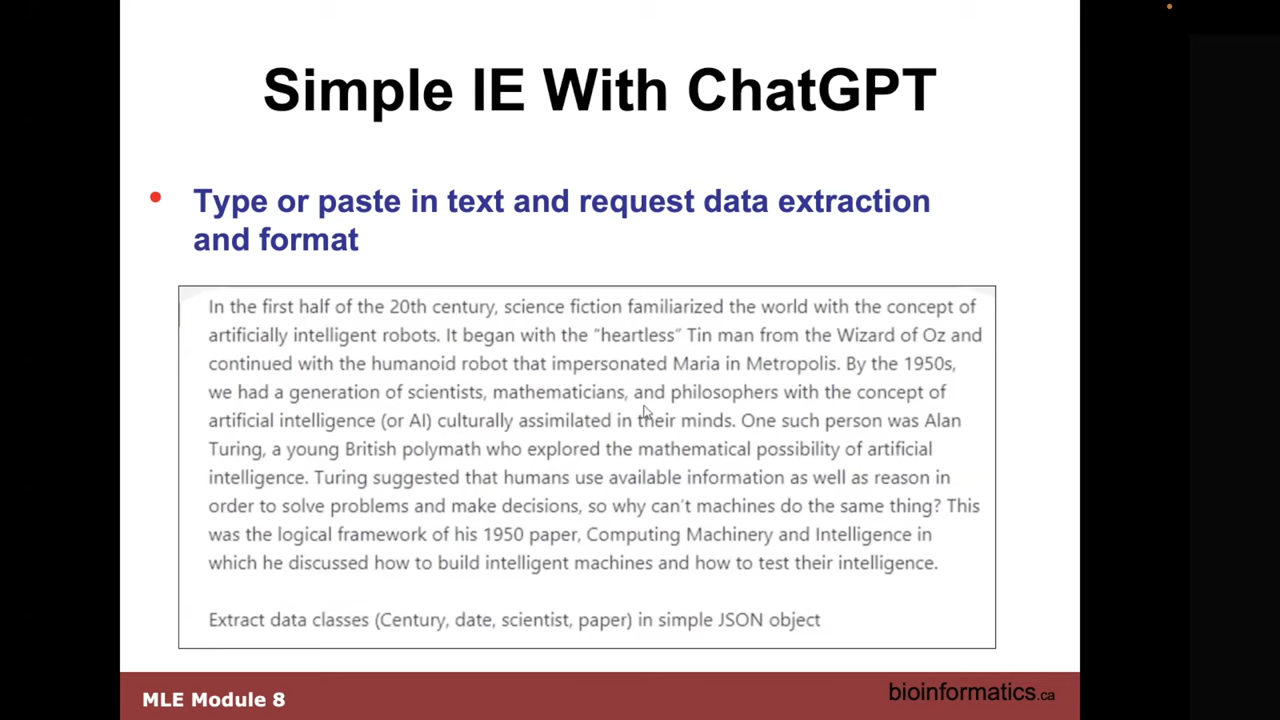 Simple IE With ChatGPT
• Type or paste in text and request data extraction
and format
In the first half of the 20th century, science fiction familiarized the world with the concept of
artificially intelligent robots. It began with the “heartless” Tin man from the Wizard of Oz and
continued with the humanoid robot that impersonated Maria in Metropolis. By the 1950s,
we had a generation of scientists, mathematicians, and philosophers with the concept of
artificial intelligence (or AI) culturally assimilated in their minds. One such person was Alan
Turing, a young British polymath who explored the mathematical possibility of artificial
intelligence. Turing suggested that humans use available information as well as reason in
order to solve problems and make decisions, so why can’t machines do the same thing? This
was the logical framework of his 1950 paper, Computing Machinery and Intelligence in
which he discussed how to build intelligent machines and how to test their intelligence.
Extract data classes (Century, date, scientist, paper) in simple JSON object
MLE Module 8
bioinformatics.ca